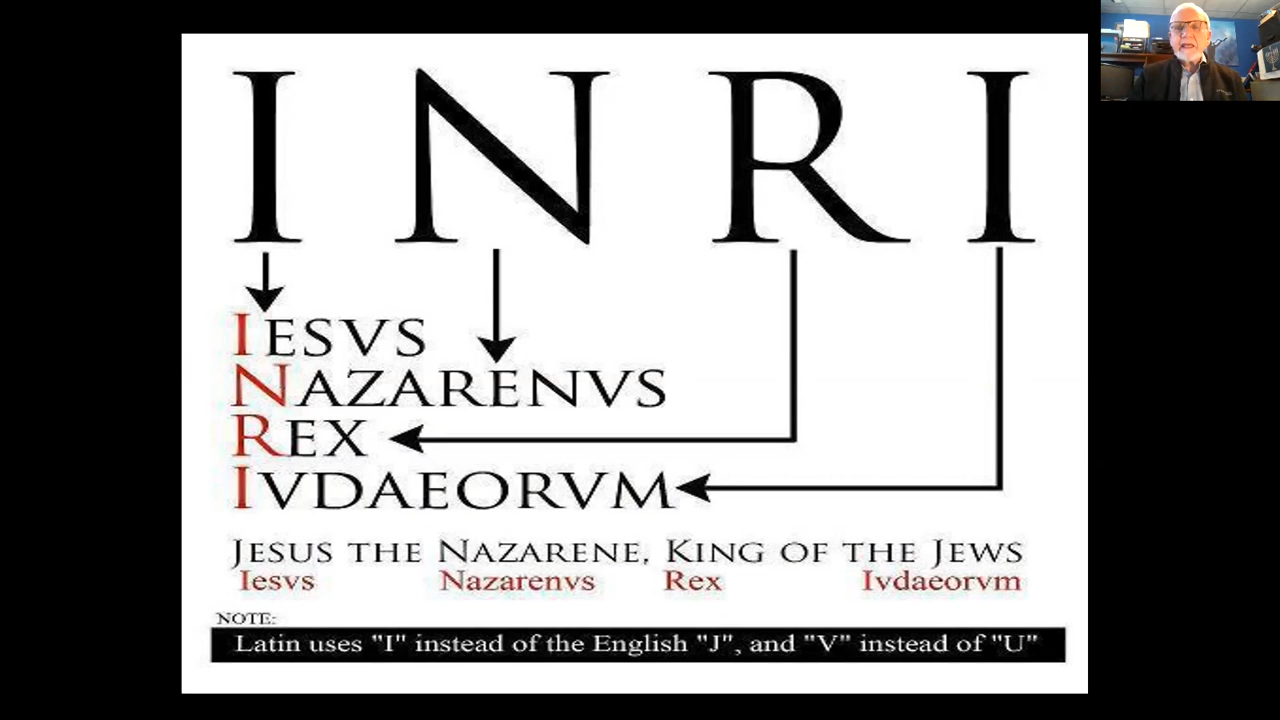 INRI
IESVS
NAZARENVS
REX
IVDAEORVM
JESUS THE NAZARENE, KING OF THE JEWS
Iesvs Nazarenvs Rex Ivdaeorvm
NOTE:
Latin uses "I" instead of the English "J", and "V" instead of "U"